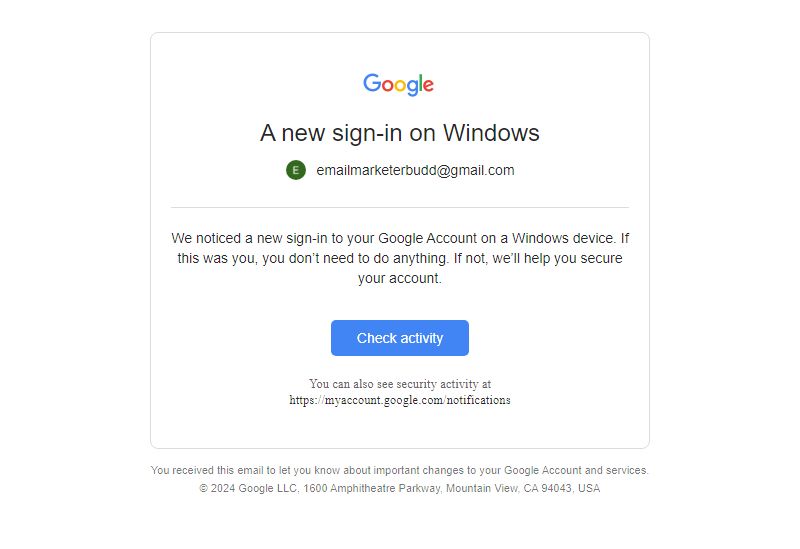 Google
A new sign-in on Windows
E emailmarketerbudd@gmail.com
We noticed a new sign-in to your Google Account on a Windows device. If
this was you, you don’t need to do anything. If not, we’ll help you secure
your account.
Check activity
You can also see security activity at
https://myaccount.google.com/notifications
You received this email to let you know about important changes to your Google Account and services.
© 2024 Google LLC, 1600 Amphitheatre Parkway, Mountain View, CA 94043, USA